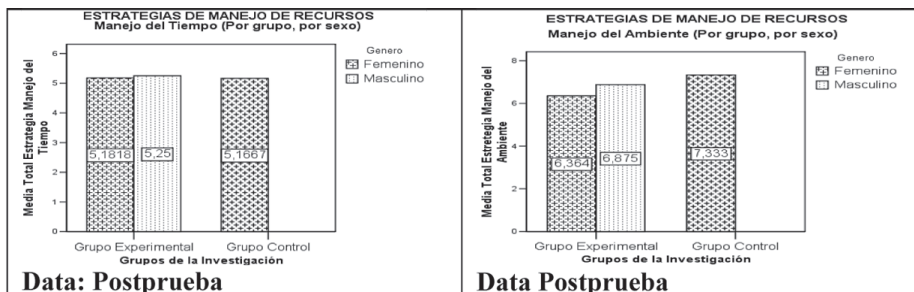 ESTRATEGIAS DE MANEJO DE RECURSOS
Manejo del Tiempo (Por grupo, por sexo)
Genero
Femenino
Masculino
Media Total Estrategia Manejo del
Tiempo
6
5
4
3
2
1
0
5,1818
5,25
5,1667
Grupo Experimental
Grupo Control
Grupos de la Investigación
Data: Postprueba
ESTRATEGIAS DE MANEJO DE RECURSOS
Manejo del Ambiente (Por grupo, por sexo)
Genero
Femenino
Masculino
Media Total Estretegia Manejo del
Ambiente
8
6
4
2
0
6,364
6,875
7,333
Grupo Experimental
Grupo Control
Grupos de la Investigación
Data Postprueba